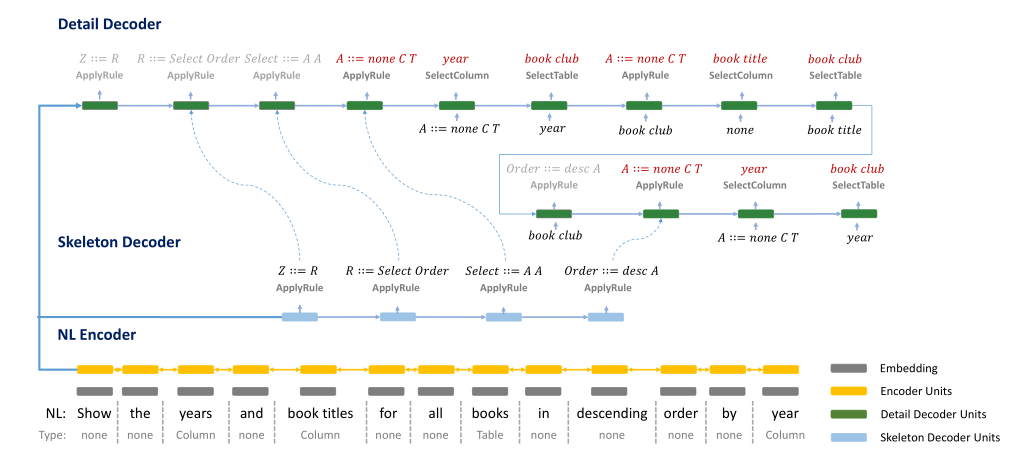 Detail Decoder
Z ::= R R ::= Select Order Select ::= A A A ::= none C T year book club A ::= none C T book title book club
ApplyRule ApplyRule ApplyRule ApplyRule SelectColumn SelectTable ApplyRule SelectColumn SelectTable
A ::= none C T year book club none book title
Order ::= desc A A ::= none C T year book club
ApplyRule ApplyRule SelectColumn SelectTable
book club A ::= none C T year
Skeleton Decoder
Z ::= R R ::= Select Order Select ::= A A Order ::= desc A
ApplyRule ApplyRule ApplyRule ApplyRule
NL Encoder
Embedding
Encoder Units
NL: Show the years and book titles for all books in descending order by year
Detail Decoder Units
Type: none none Column none Column none none Table none none none none Column
Skeleton Decoder Units